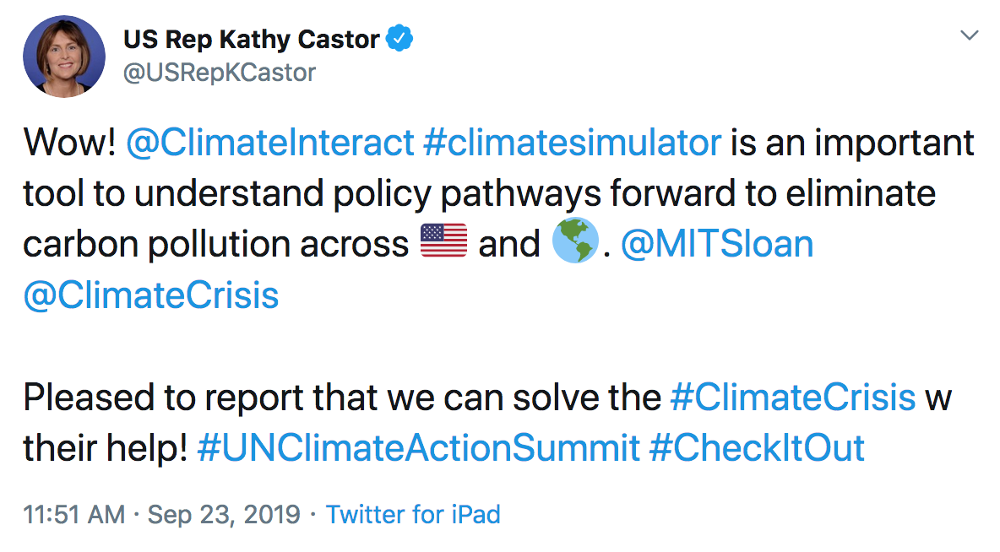 US Rep Kathy Castor
@USRepKCastor
Wow! @ClimateInteract #climatesimulator is an important
tool to understand policy pathways forward to eliminate
carbon pollution across 🇺🇸 and 🌎. @MITSloan
@ClimateCrisis
Pleased to report that we can solve the #ClimateCrisis w
their help! #UNClimateActionSummit #CheckItOut
11:51 AM · Sep 23, 2019 · Twitter for iPad